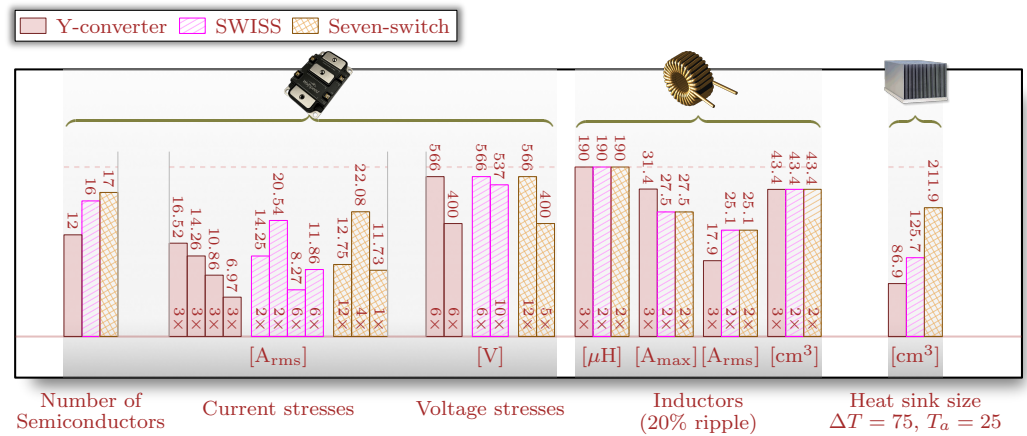 Y-converter SWISS Seven-switch
12 16 17
16.52 14.26 10.86 6.97 14.25 20.54 8.27 11.86 12.75 22.08 11.73
566 400 566 537 566 400
190 190 190 31.4 27.5 27.5 17.9 25.1 25.1 43.4 43.4 43.4
86.9 125.7 211.9
3× 3× 3× 3× 2× 2× 6× 6× 12× 4× 1×
6× 6× 6× 10× 12× 5×
3× 2× 2× 3× 2× 2× 3× 2× 2× 3× 2× 2×
[Arms] [V] [μH] [Amax] [Arms] [cm³] [cm³]
Number of
Semiconductors
Current stresses
Voltage stresses
Inductors
(20% ripple)
Heat sink size
ΔT = 75, Ta = 25